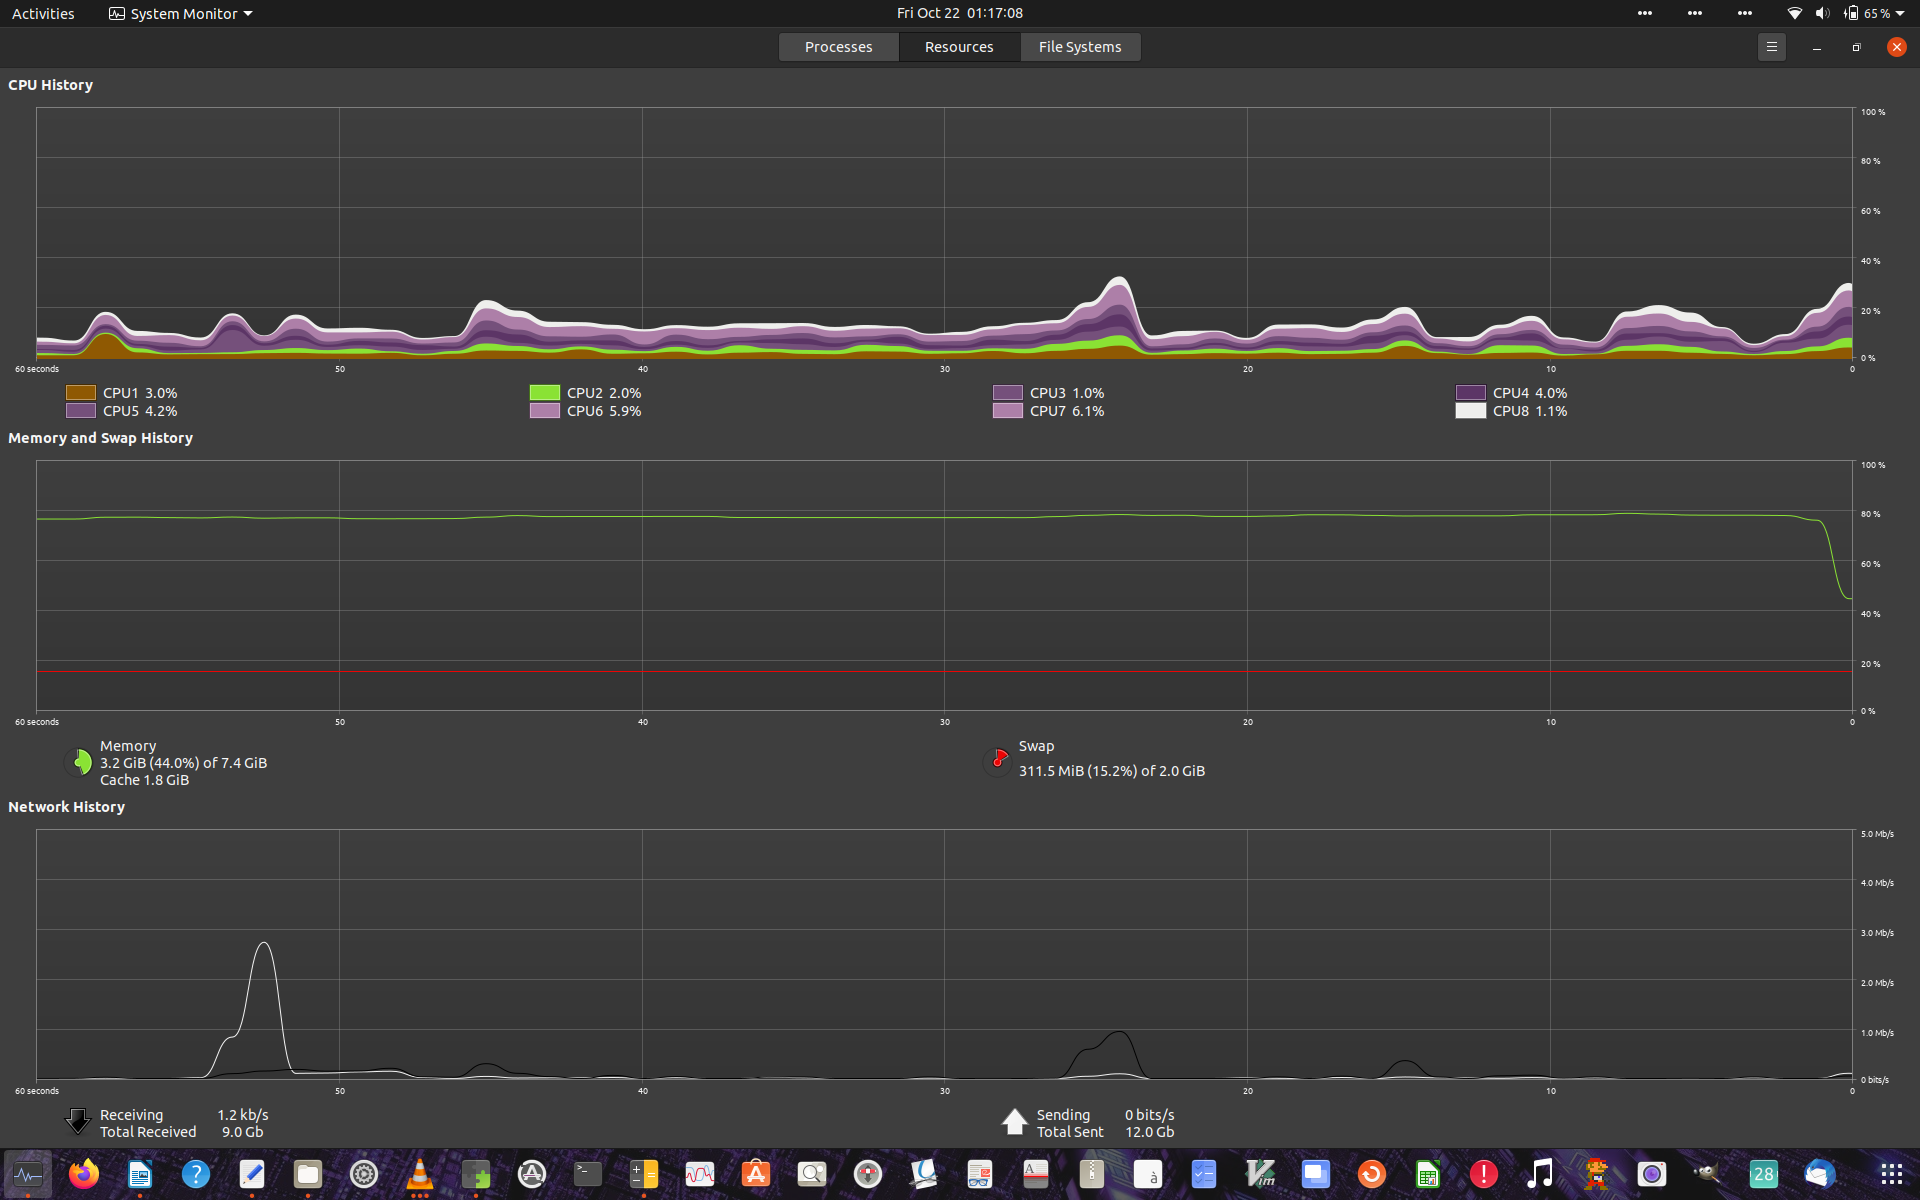 Activities System Monitor Fri Oct 22 01:17:08 65 %
Processes Resources File Systems
CPU History
100 %
80 %
60 %
40 %
20 %
0 %
60 seconds 50 40 30 20 10 0
CPU1 3.0% CPU2 2.0% CPU3 1.0% CPU4 4.0%
CPU5 4.2% CPU6 5.9% CPU7 6.1% CPU8 1.1%
Memory and Swap History
100 %
80 %
60 %
40 %
20 %
0 %
60 seconds 50 40 30 20 10 0
Memory
3.2 GiB (44.0%) of 7.4 GiB
Cache 1.8 GiB
Swap
311.5 MiB (15.2%) of 2.0 GiB
Network History
5.0 Mb/s
4.0 Mb/s
3.0 Mb/s
2.0 Mb/s
1.0 Mb/s
0 bits/s
60 seconds 50 40 30 20 10 0
Receiving 1.2 kb/s
Total Received 9.0 Gb
Sending 0 bits/s
Total Sent 12.0 Gb
? >_ A à Vim ! 28